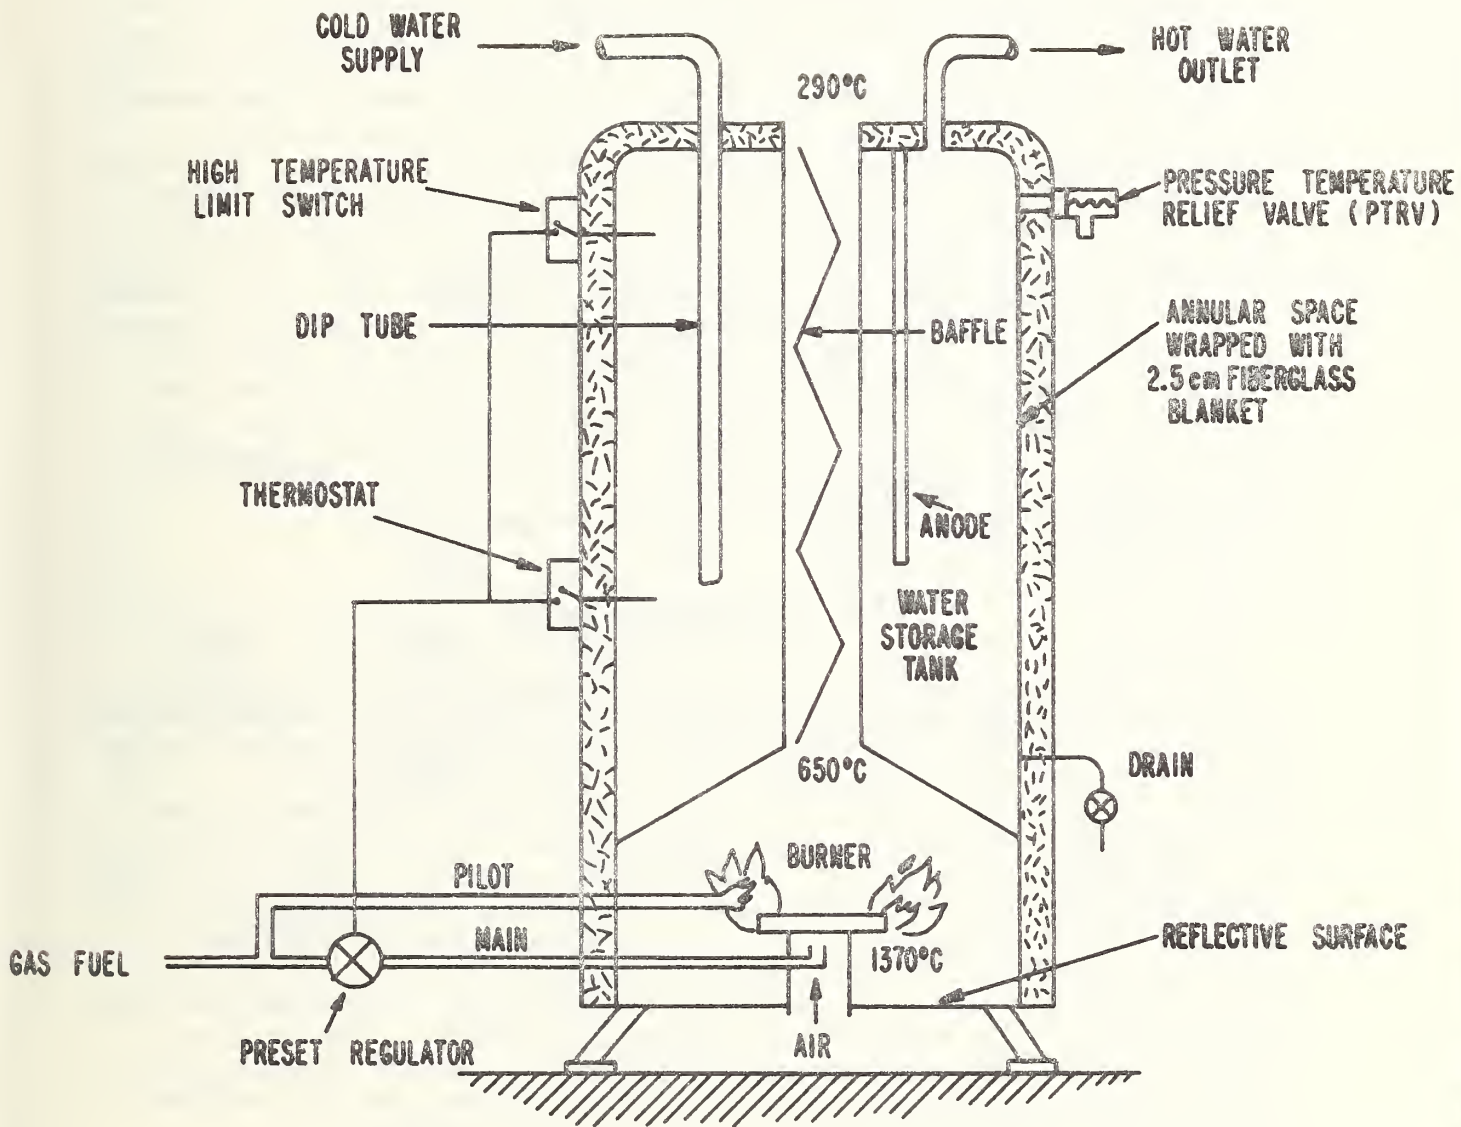 COLD WATER
SUPPLY
HOT WATER
OUTLET
290°C
HIGH TEMPERATURE
LIMIT SWITCH
PRESSURE TEMPERATURE
RELIEF VALVE (PTRV)
DIP TUBE
BAFFLE
ANNULAR SPACE
WRAPPED WITH
2.5cm FIBERGLASS
BLANKET
THERMOSTAT
ANODE
WATER
STORAGE
TANK
650°C
DRAIN
BURNER
PILOT
GAS FUEL
MAIN
1370°C
REFLECTIVE SURFACE
PRESET REGULATOR
AIR